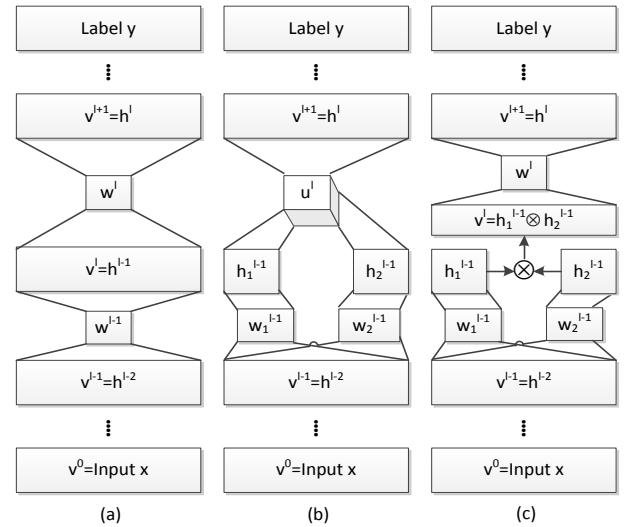 Label y
v^{l+1}=h^l
w^l
v^l=h^{l-1}
w^{l-1}
v^{l-1}=h^{l-2}
v^0=Input x
(a)
Label y
v^{l+1}=h^l
u^l
h_1^{l-1} h_2^{l-1}
w_1^{l-1} w_2^{l-1}
v^{l-1}=h^{l-2}
v^0=Input x
(b)
Label y
v^{l+1}=h^l
w^l
v^l=h_1^{l-1}⊗h_2^{l-1}
h_1^{l-1} ⊗ h_2^{l-1}
w_1^{l-1} w_2^{l-1}
v^{l-1}=h^{l-2}
v^0=Input x
(c)